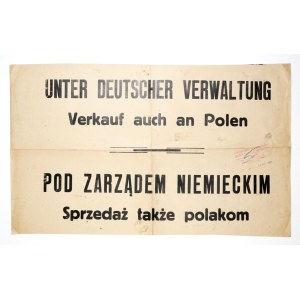 UNTER DEUTSCHER VERWALTUNG
Verkauf auch an Polen
POD ZARZĄDEM NIEMIECKIM
Sprzedaż także polakom